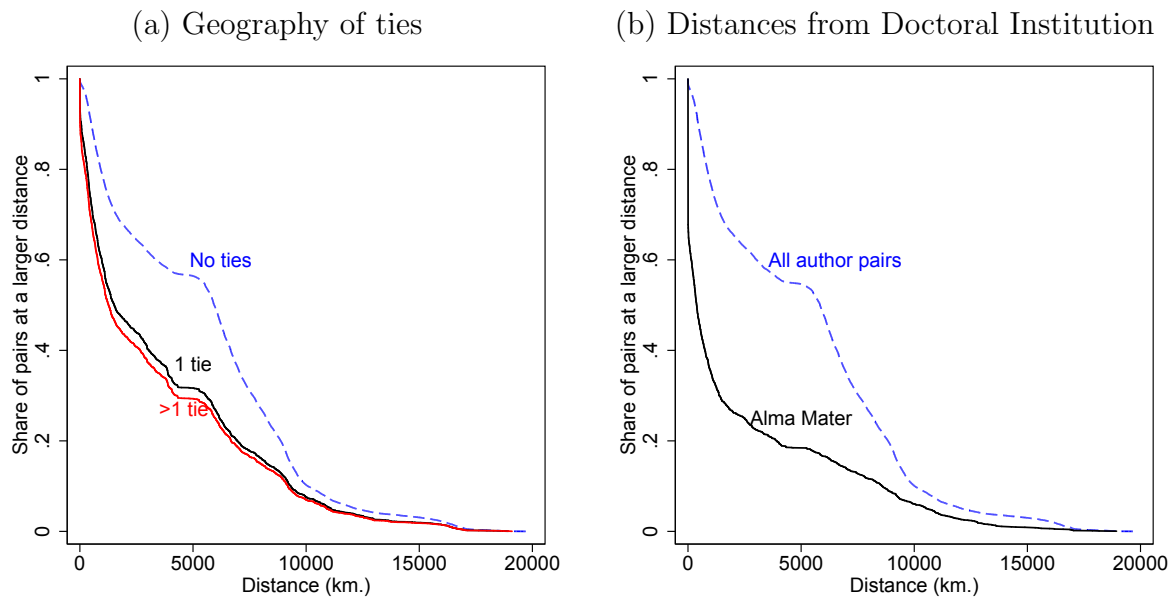 (a) Geography of ties
Share of pairs at a larger distance
1
.8
.6
.4
.2
0
No ties
1 tie
>1 tie
0 5000 10000 15000 20000
Distance (km.)
(b) Distances from Doctoral Institution
Share of pairs at a larger distance
1
.8
.6
.4
.2
0
All author pairs
Alma Mater
0 5000 10000 15000 20000
Distance (km.)